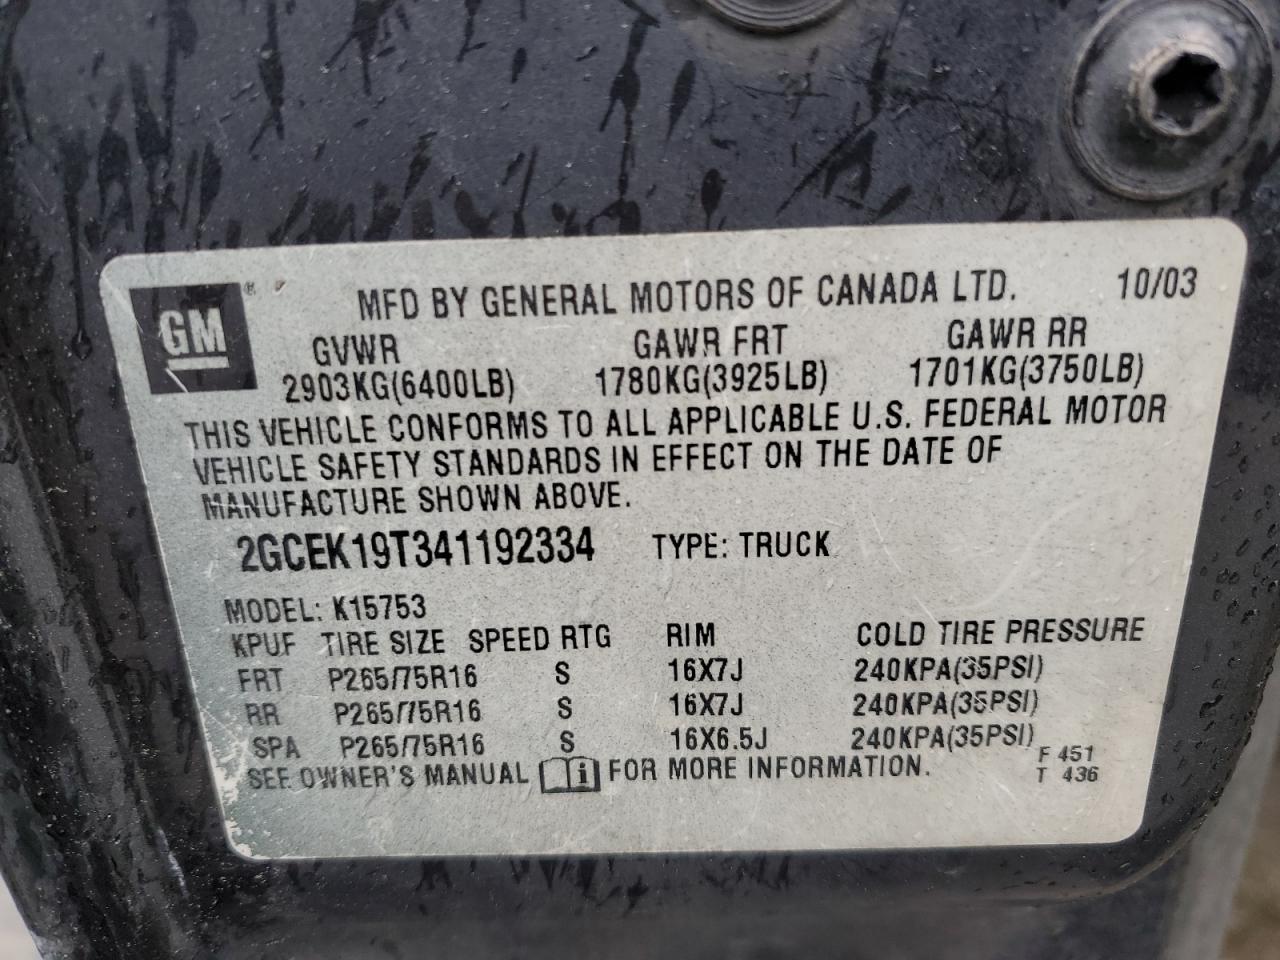 GM ® MFD BY GENERAL MOTORS OF CANADA LTD. 10/03
GVWR GAWR FRT GAWR RR
2903KG(6400LB) 1780KG(3925LB) 1701KG(3750LB)
THIS VEHICLE CONFORMS TO ALL APPLICABLE U.S. FEDERAL MOTOR
VEHICLE SAFETY STANDARDS IN EFFECT ON THE DATE OF
MANUFACTURE SHOWN ABOVE.
2GCEK19T341192334 TYPE: TRUCK
MODEL: K15753
KPUF TIRE SIZE SPEED RTG RIM COLD TIRE PRESSURE
FRT P265/75R16 S 16X7J 240KPA(35PSI)
RR P265/75R16 S 16X7J 240KPA(35PSI)
SPA P265/75R16 S 16X6.5J 240KPA(35PSI)
SEE OWNER'S MANUAL i FOR MORE INFORMATION.
F 451
T 436